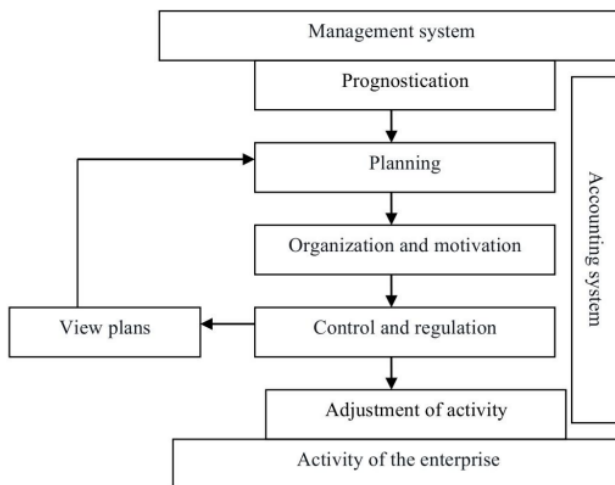 Management system
Prognostication
Planning
Organization and motivation
View plans
Control and regulation
Adjustment of activity
Activity of the enterprise
Accounting system